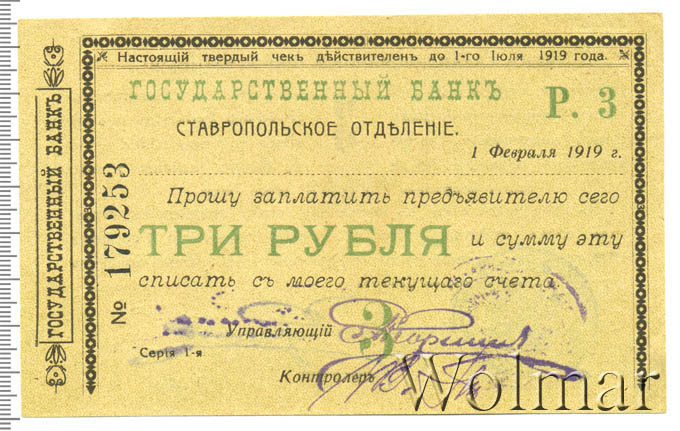 Настоящiй твердый чекъ дѣйствителенъ до 1-го Iюля 1919 года.
ГОСУДАРСТВЕННЫЙ БАНКЪ
Р. 3
СТАВРОПОЛЬСКОЕ ОТДѢЛЕНIЕ.
1 Февраля 1919 г.
Прошу заплатить предъявителю сего
ТРИ РУБЛЯ и сумму эту
списать съ моего текущаго счета.
Управляющiй
3
Серiя 1-я
Контролеръ
№ 179253
ГОСУДАРСТВЕННЫЙ БАНКЪ
Wolmar